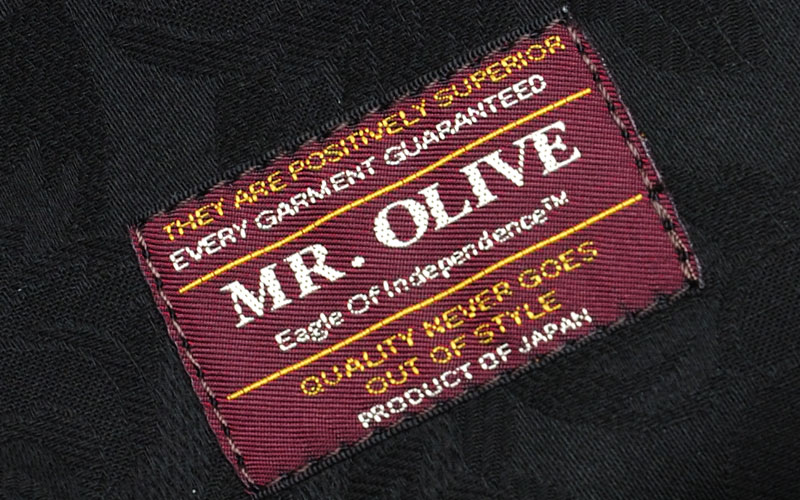 THEY ARE POSITIVELY SUPERIOR
EVERY GARMENT GUARANTEED
MR. OLIVE
Eagle Of Independence™
QUALITY NEVER GOES
OUT OF STYLE
PRODUCT OF JAPAN